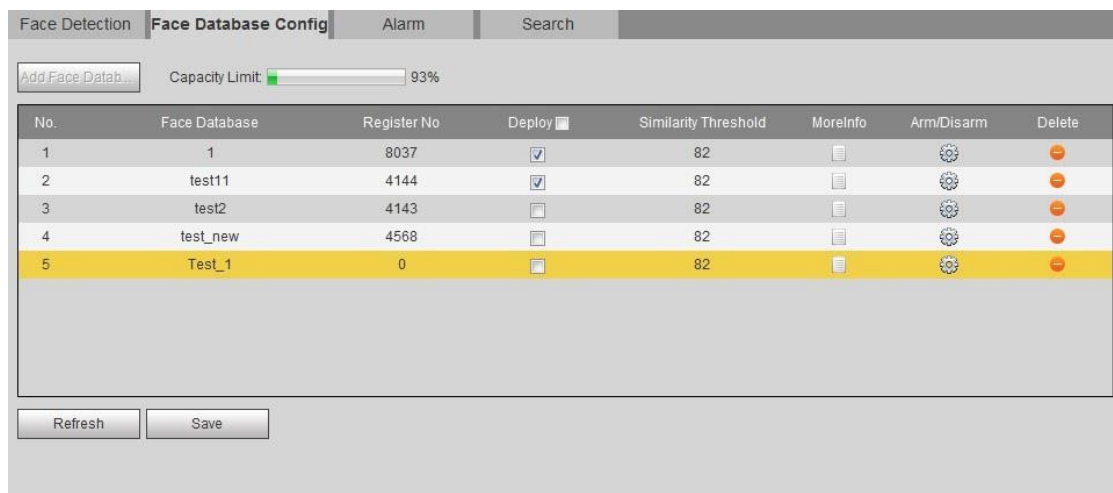 Face Detection Face Database Config Alarm Search
Add Face Datab... Capacity Limit: 93%
No. Face Database Register No Deploy Similarity Threshold MoreInfo Arm/Disarm Delete
1 1 8037 82
2 test11 4144 82
3 test2 4143 82
4 test_new 4568 82
5 Test_1 0 82
Refresh Save